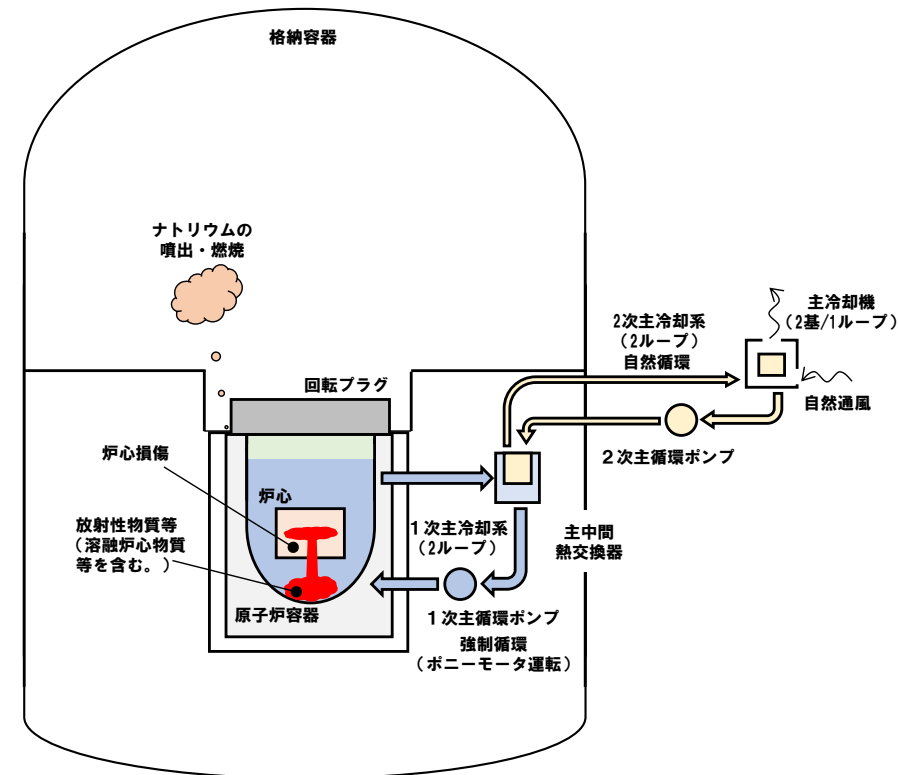 格納容器
ナトリウムの
噴出・燃焼
主冷却機
（2基/1ループ）
2次主冷却系
（2ループ）
自然循環
自然通風
回転プラグ
２次主循環ポンプ
炉心損傷
炉心
放射性物質等
（溶融炉心物質
等を含む。）
１次主冷却系
（2ループ）
主中間
熱交換器
原子炉容器
１次主循環ポンプ
強制循環
（ポニーモータ運転）